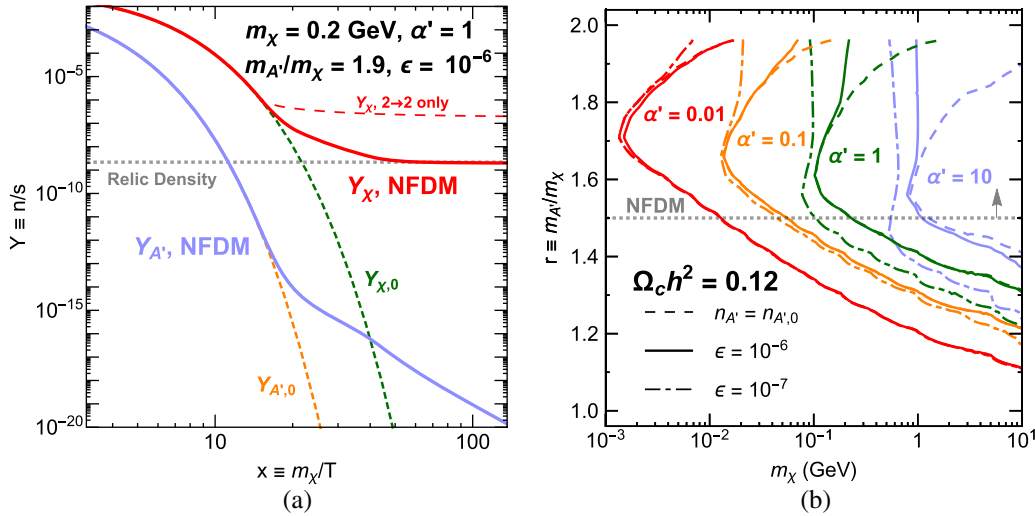 m_χ = 0.2 GeV, α' = 1
m_A'/m_χ = 1.9, ϵ = 10^-6
Y_χ, 2→2 only
Relic Density
Y_χ, NFDM
Y_A', NFDM
Y_χ,0
Y_A',0
Y ≡ n/s
10^-5
10^-10
10^-15
10^-20
10
100
x ≡ m_χ/T
(a)
r ≡ m_A'/m_χ
2.0
1.8
1.6
1.4
1.2
1.0
α' = 0.01
α' = 0.1
α' = 1
α' = 10
NFDM
Ω_c h^2 = 0.12
n_A' = n_A',0
ϵ = 10^-6
ϵ = 10^-7
10^-3
10^-2
10^-1
1
10
m_χ (GeV)
(b)